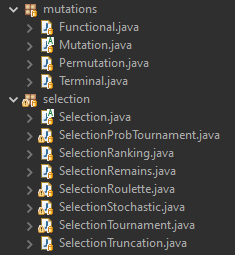 mutations
Functional.java
Mutation.java
Permutation.java
Terminal.java
selection
Selection.java
SelectionProbTournament.java
SelectionRanking.java
SelectionRemains.java
SelectionRoulette.java
SelectionStochastic.java
SelectionTournament.java
SelectionTruncation.java